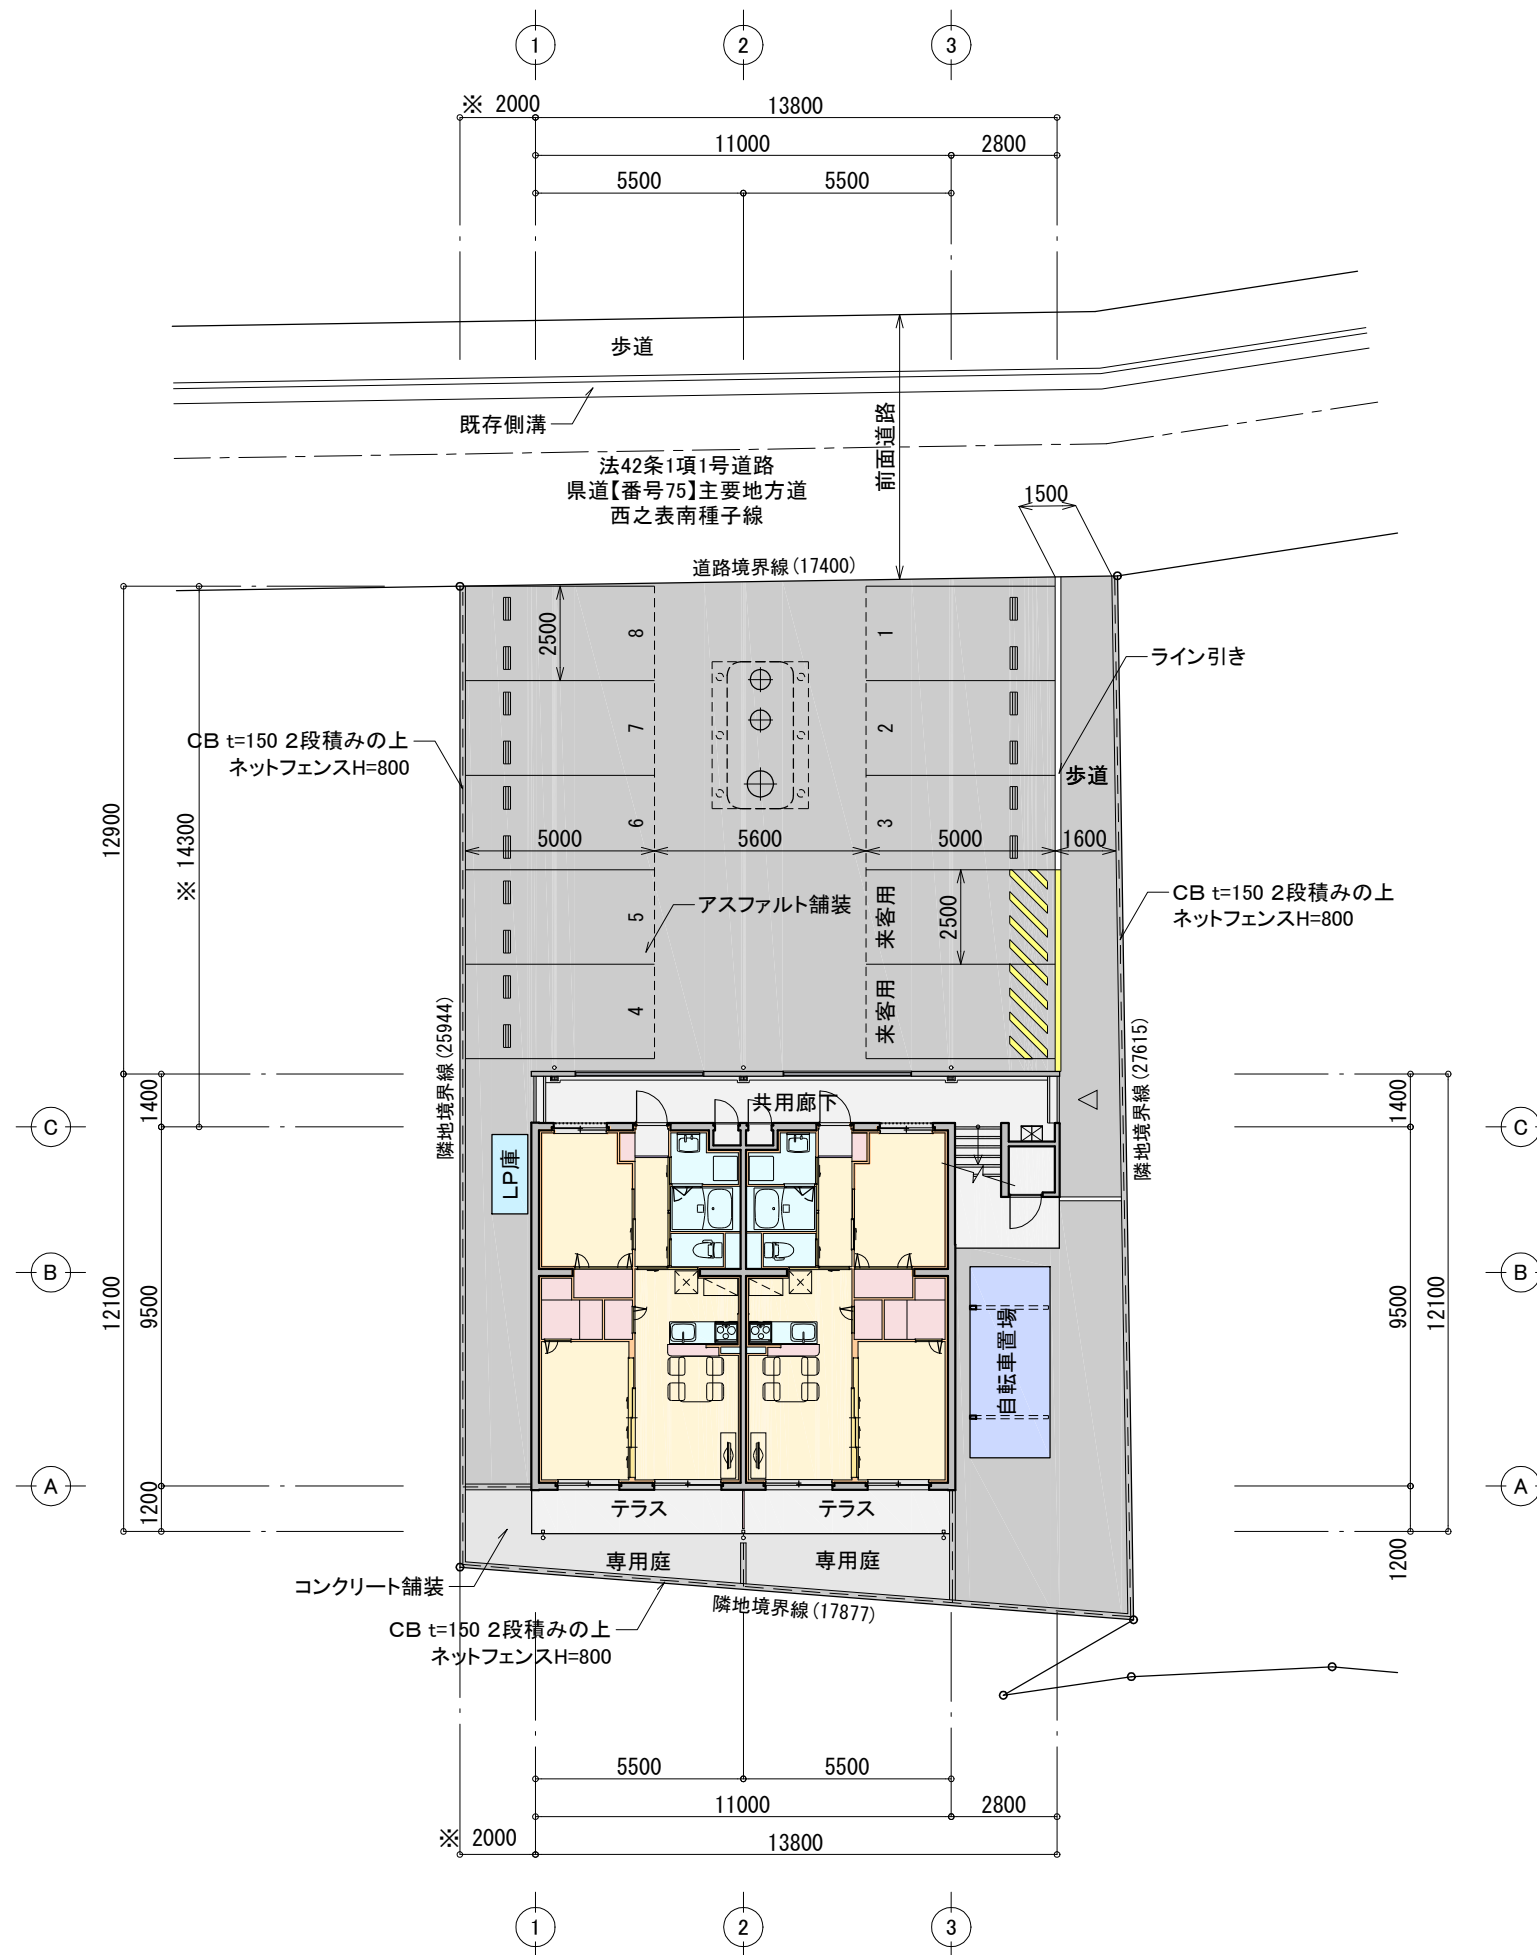 1
2
3
※ 2000
13800
11000
2800
5500
5500
歩道
既存側溝
前面道路
法42条1項1号道路
県道【番号75】主要地方道
西之表南種子線
1500
道路境界線(17400)
8
2500
1
ライン引き
7
2
CB t=150 2段積みの上
ネットフェンスH=800
歩道
12900
※ 14300
6
3
5000
5600
5000
1600
5
アスファルト舗装
来客用
2500
CB t=150 2段積みの上
ネットフェンスH=800
4
来客用
隣地境界線(25944)
隣地境界線(27615)
1400
1400
共用廊下
C
C
LP庫
B
B
12100
9500
自転車置場
9500
12100
A
A
1200
テラス
テラス
1200
専用庭
専用庭
コンクリート舗装
隣地境界線(17877)
CB t=150 2段積みの上
ネットフェンスH=800
5500
5500
11000
2800
※ 2000
13800
1
2
3